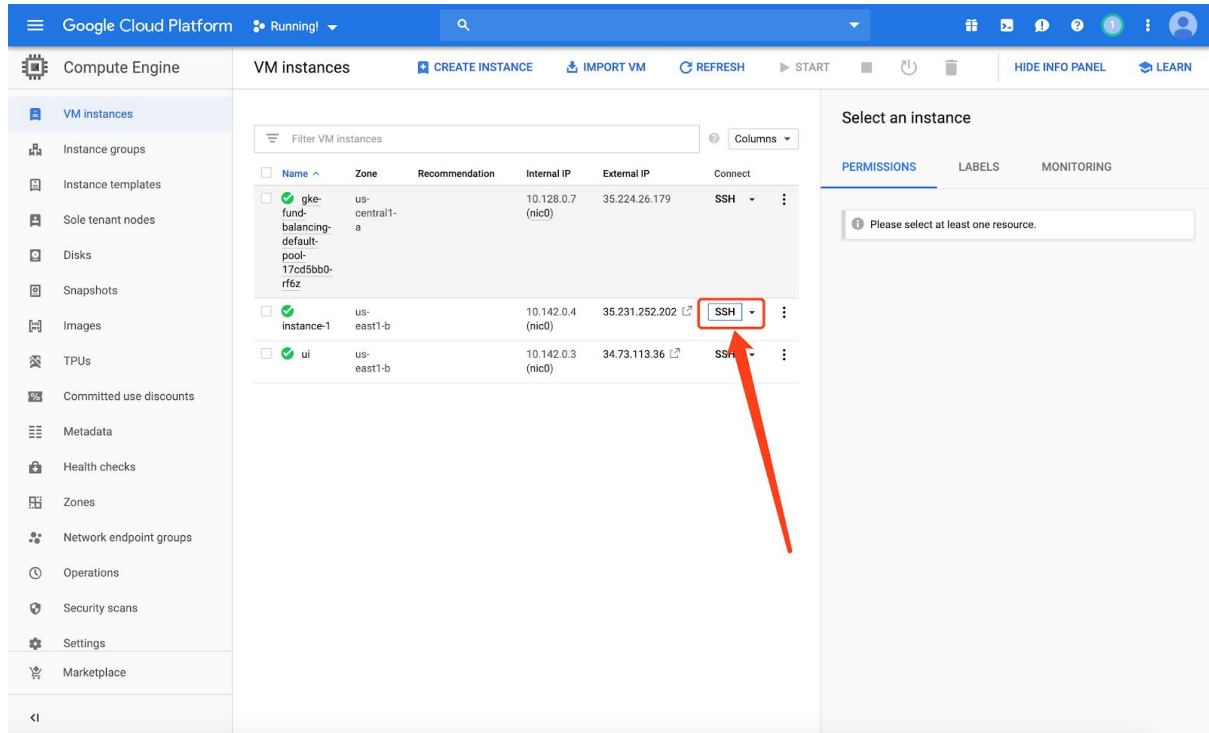 Google Cloud Platform
Running!
1
Compute Engine
VM instances
CREATE INSTANCE
IMPORT VM
REFRESH
START
HIDE INFO PANEL
LEARN
VM instances
Instance groups
Instance templates
Sole tenant nodes
Disks
Snapshots
Images
TPUs
Committed use discounts
Metadata
Health checks
Zones
Network endpoint groups
Operations
Security scans
Settings
Marketplace
Filter VM instances
Columns
Name Zone Recommendation Internal IP External IP Connect
gke- us- 10.128.0.7 35.224.26.179 SSH
fund- central1- (nic0)
balancing- a
default-
pool-
17cd5bb0-
rf6z
us- 10.142.0.4 35.231.252.202 SSH
instance-1 east1-b (nic0)
ui us- 10.142.0.3 34.73.113.36 SSH
east1-b (nic0)
Select an instance
PERMISSIONS LABELS MONITORING
Please select at least one resource.